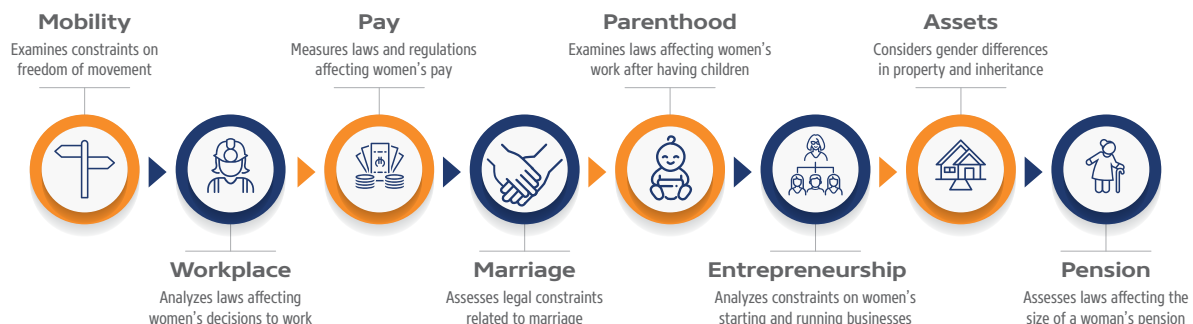 Mobility
Examines constraints on
freedom of movement
Pay
Measures laws and regulations
affecting women's pay
Parenthood
Examines laws affecting women's
work after having children
Assets
Considers gender differences
in property and inheritance
Workplace
Analyzes laws affecting
women's decisions to work
Marriage
Assesses legal constraints
related to marriage
Entrepreneurship
Analyzes constraints on women's
starting and running businesses
Pension
Assesses laws affecting the
size of a woman's pension